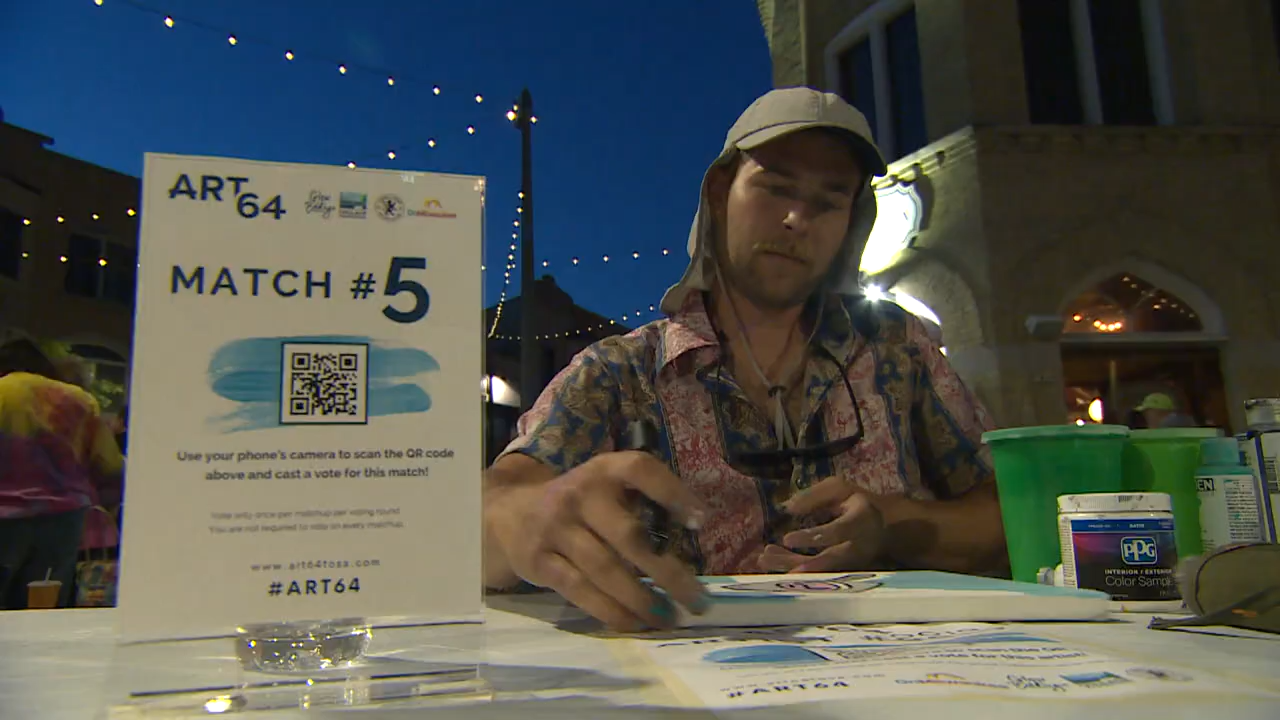 ART
64
MATCH #5
Use your phone's camera to scan the QR code
above and cast a vote for this match!
Vote only once per matchup per voting round
You are not required to vote on every matchup.
www.art64tosa.com
#ART64
PPG
INTERIOR / EXTERIOR
Color Sample
#ART64